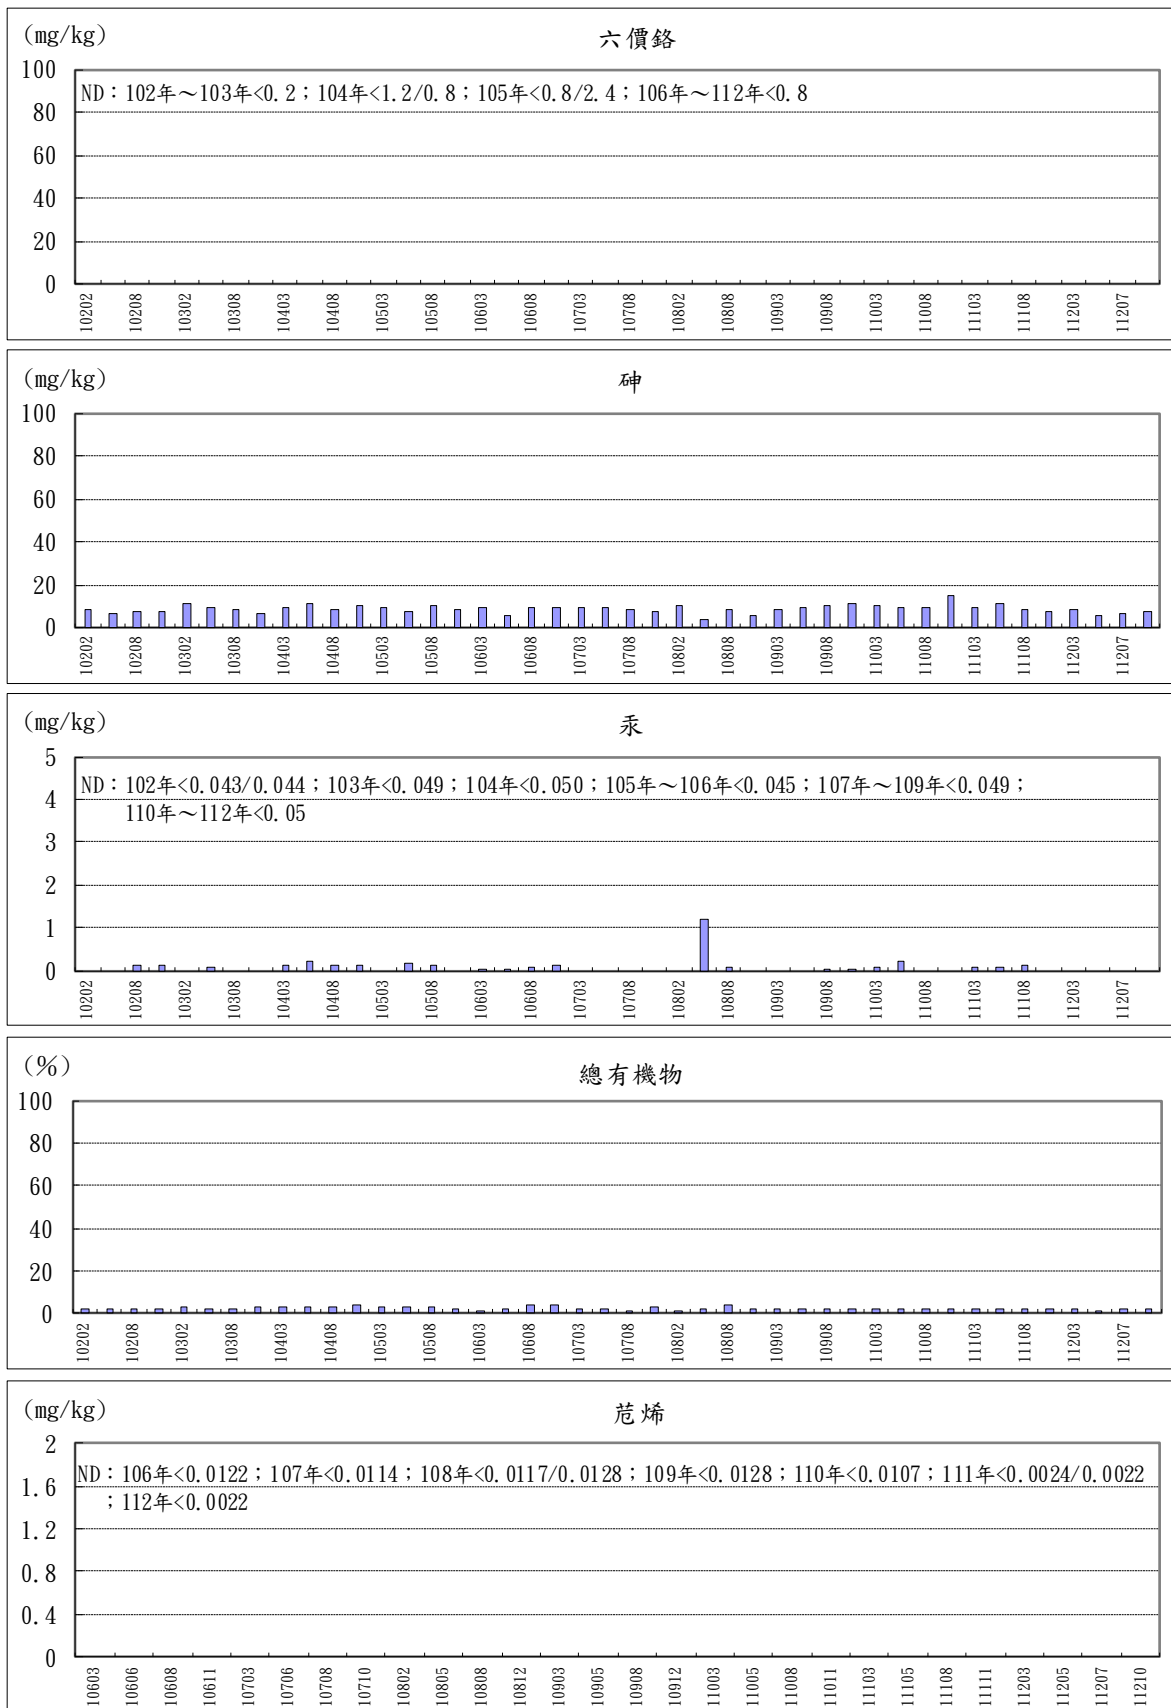 (mg/kg)
六價鉻
100
ND：102年～103年<0.2；104年<1.2/0.8；105年<0.8/2.4；106年～112年<0.8
80
60
40
20
0
10202 10208 10302 10308 10403 10408 10503 10508 10603 10608 10703 10708 10802 10808 10903 10908 11003 11008 11103 11108 11203 11207
(mg/kg)
砷
100
80
60
40
20
0
10202 10208 10302 10308 10403 10408 10503 10508 10603 10608 10703 10708 10802 10808 10903 10908 11003 11008 11103 11108 11203 11207
(mg/kg)
汞
5
ND：102年<0.043/0.044；103年<0.049；104年<0.050；105年～106年<0.045；107年～109年<0.049；
4
110年～112年<0.05
3
2
1
0
10202 10208 10302 10308 10403 10408 10503 10508 10603 10608 10703 10708 10802 10808 10903 10908 11003 11008 11103 11108 11203 11207
(%)
總有機物
100
80
60
40
20
0
10202 10208 10302 10308 10403 10408 10503 10508 10603 10608 10703 10708 10802 10808 10903 10908 11003 11008 11103 11108 11203 11207
(mg/kg)
苊烯
2
ND：106年<0.0122；107年<0.0114；108年<0.0117/0.0128；109年<0.0128；110年<0.0107；111年<0.0024/0.0022
1.6
；112年<0.0022
1.2
0.8
0.4
0
10603 10606 10608 10611 10703 10706 10708 10710 10802 10805 10808 10812 10903 10905 10908 10912 11003 11005 11008 11011 11103 11105 11108 11111 11203 11205 11207 11210